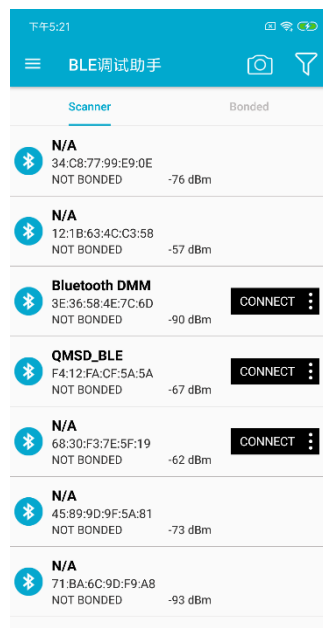 下午5:21
BLE调试助手
Scanner Bonded
N/A
34:C8:77:99:E9:0E
NOT BONDED -76 dBm
N/A
12:1B:63:4C:C3:58
NOT BONDED -57 dBm
Bluetooth DMM
3E:36:58:4E:7C:6D CONNECT
NOT BONDED -90 dBm
QMSD_BLE
F4:12:FA:CF:5A:5A CONNECT
NOT BONDED -67 dBm
N/A
68:30:F3:7E:5F:19 CONNECT
NOT BONDED -62 dBm
N/A
45:89:9D:9F:5A:81
NOT BONDED -73 dBm
N/A
71:BA:6C:9D:F9:A8
NOT BONDED -93 dBm